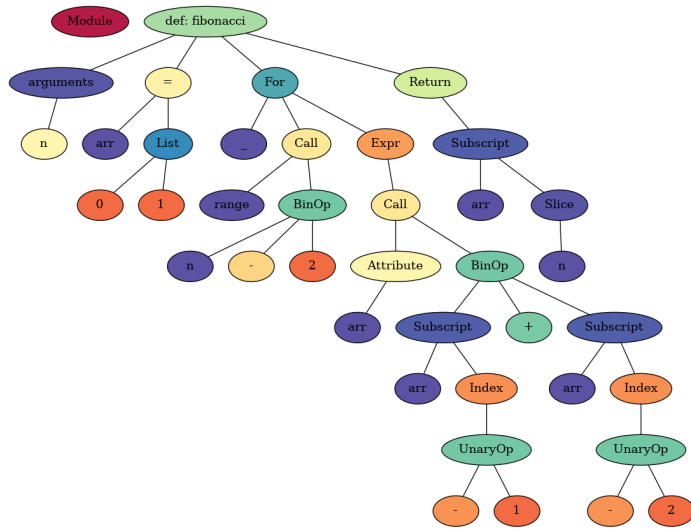 Module def: fibonacci
arguments = For Return
n arr List _ Call Expr Subscript
0 1 range BinOp Call arr Slice
n - 2 Attribute BinOp n
arr Subscript + Subscript
arr Index arr Index
UnaryOp UnaryOp
- 1 - 2